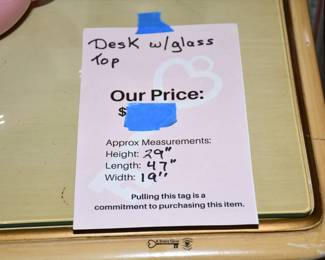 Desk w/glass
Top
Our Price:
$
Approx Measurements:
Height: 29"
Length: 47"
Width: 19"
Pulling this tag is a
commitment to purchasing this item.